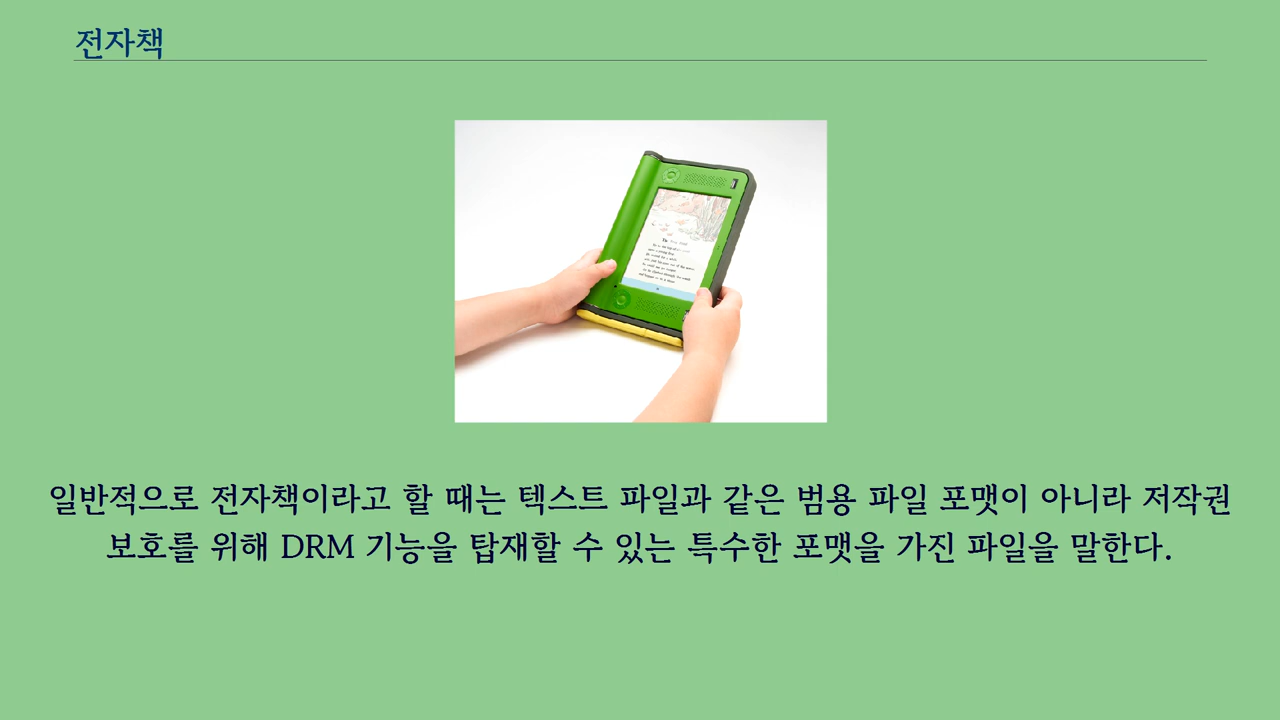 전자책
일반적으로 전자책이라고 할 때는 텍스트 파일과 같은 범용 파일 포맷이 아니라 저작권
보호를 위해 DRM 기능을 탑재할 수 있는 특수한 포맷을 가진 파일을 말한다.